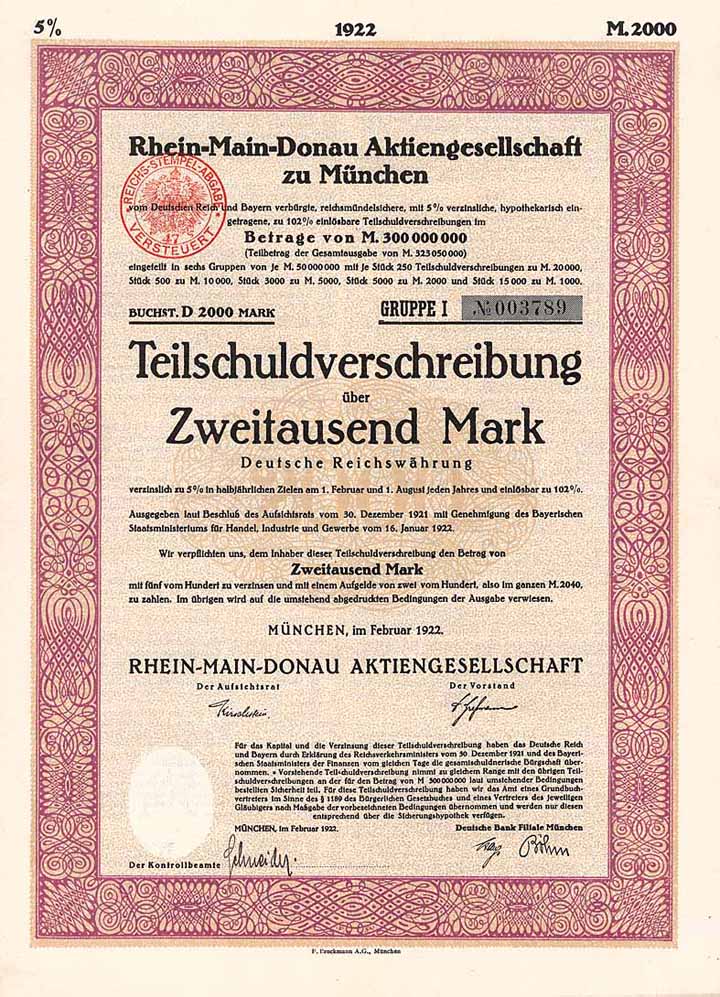 5% 1922 M.2000
Rhein-Main-Donau Aktiengesellschaft
zu München
REICHS-STEMPEL-ABGABE
17
VERSTEUERT
vom Deutschen Reich und Bayern verbürgte, reichsmündelsichere, mit 5% verzinsliche, hypothekarisch ein-
getragene, zu 102% einlösbare Teilschuldverschreibungen im
Betrage von M. 300 000 000
(Teilbetrag der Gesamtausgabe von M. 323 050 000)
eingeteilt in sechs Gruppen von je M. 50 000 000 mit je Stück 250 Teilschuldverschreibungen zu M. 20 000,
Stück 500 zu M. 10 000, Stück 3000 zu M. 5000, Stück 5000 zu M. 2000 und Stück 15 000 zu M. 1000.
BUCHST. D 2000 MARK GRUPPE I № 003789
Teilschuldverschreibung
über
Zweitausend Mark
Deutsche Reichswährung
verzinslich zu 5% in halbjährlichen Zielen am 1. Februar und 1. August jeden Jahres und einlösbar zu 102%.
Ausgegeben laut Beschluß des Aufsichtsrats vom 30. Dezember 1921 mit Genehmigung des Bayerischen
Staatsministeriums für Handel, Industrie und Gewerbe vom 16. Januar 1922.
Wir verpflichten uns, dem Inhaber dieser Teilschuldverschreibung den Betrag von
Zweitausend Mark
mit fünf vom Hundert zu verzinsen und mit einem Aufgelde von zwei vom Hundert, also im ganzen M. 2040,
zu zahlen. Im übrigen wird auf die umstehend abgedruckten Bedingungen der Ausgabe verwiesen.
MÜNCHEN, im Februar 1922.
RHEIN-MAIN-DONAU AKTIENGESELLSCHAFT
Der Aufsichtsrat Der Vorstand
Für das Kapital und die Verzinsung dieser Teilschuldverschreibung haben das Deutsche Reich
und Bayern durch Erklärung des Reichsverkehrsministers vom 30. Dezember 1921 und des Bayeri-
schen Staatsministers der Finanzen vom gleichen Tage die gesamtschuldnerische Bürgschaft über-
nommen. Vorstehende Teilschuldverschreibung nimmt zu gleichem Range mit den übrigen Teil-
schuldverschreibungen an der für den Betrag von M 300 000 000 laut umstehender Bedingungen
bestellten Sicherheit teil. Für diese Teilschuldverschreibungen haben wir das Amt eines Grundbuch-
vertreters im Sinne des § 1189 des Bürgerlichen Gesetzbuches und eines Vertreters des jeweiligen
Gläubigers nach Maßgabe der vorbezeichneten Bedingungen übernommen und werden nur diesen
entsprechend über die Sicherungshypothek verfügen.
MÜNCHEN, im Februar 1922. Deutsche Bank Filiale München
Der Kontrollbeamte Schneider. Böhm
F. Bruckmann A.G., München